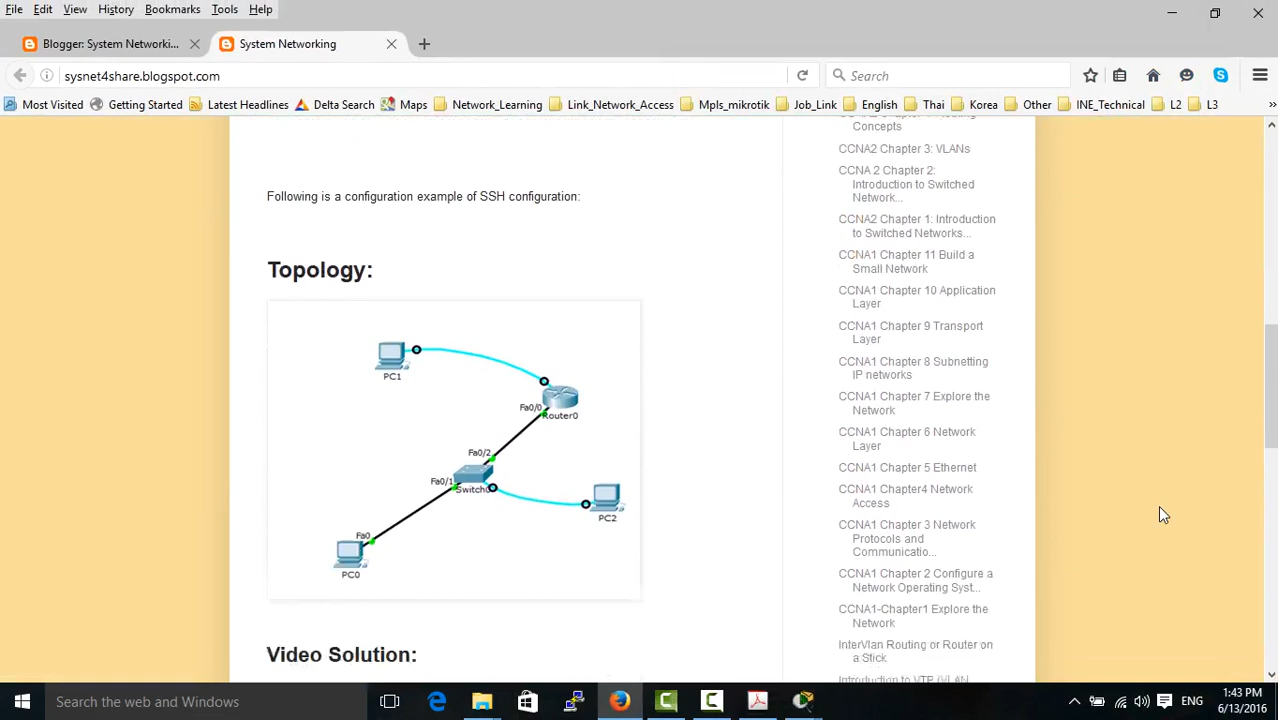 File Edit View History Bookmarks Tools Help
Blogger: System Networki... System Networking
sysnet4share.blogspot.com Search
Most Visited Getting Started Latest Headlines Delta Search Maps Network_Learning Link_Network_Access Mpls_mikrotik Job_Link English Thai Korea Other INE_Technical L2 L3
Following is a configuration example of SSH configuration:
Topology:
PC1
Fa0/0
Router0
Fa0/2
Fa0/1
Switch0
PC2
Fa0
PC0
Video Solution:
Concepts
CCNA2 Chapter 3: VLANs
CCNA 2 Chapter 2:
Introduction to Switched
Network...
CCNA2 Chapter 1: Introduction
to Switched Networks...
CCNA1 Chapter 11 Build a
Small Network
CCNA1 Chapter 10 Application
Layer
CCNA1 Chapter 9 Transport
Layer
CCNA1 Chapter 8 Subnetting
IP networks
CCNA1 Chapter 7 Explore the
Network
CCNA1 Chapter 6 Network
Layer
CCNA1 Chapter 5 Ethernet
CCNA1 Chapter4 Network
Access
CCNA1 Chapter 3 Network
Protocols and
Communicatio...
CCNA1 Chapter 2 Configure a
Network Operating Syst...
CCNA1-Chapter1 Explore the
Network
InterVlan Routing or Router on
a Stick
Introduction to VTP (VLAN
Search the web and Windows
ENG
1:43 PM
6/13/2016